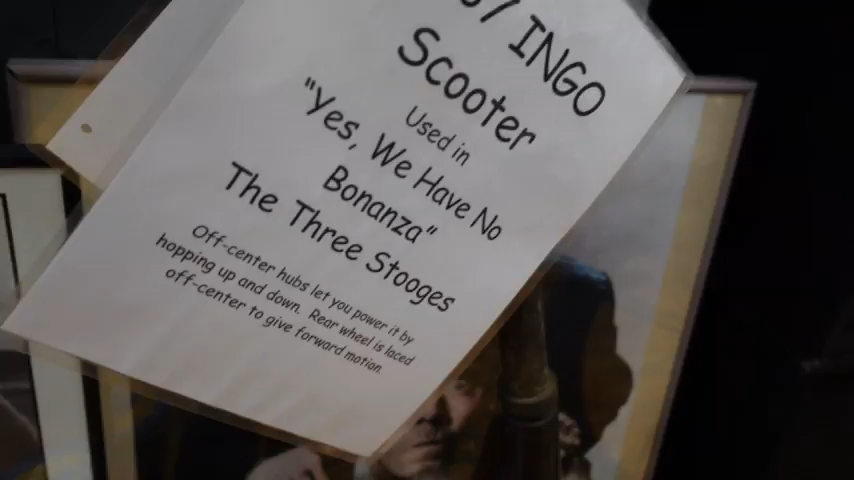 INGO
Scooter
Used in
"Yes, We Have No
Bonanza"
The Three Stooges
Off-center hubs let you power it by
hopping up and down. Rear wheel is laced
off-center to give forward motion.